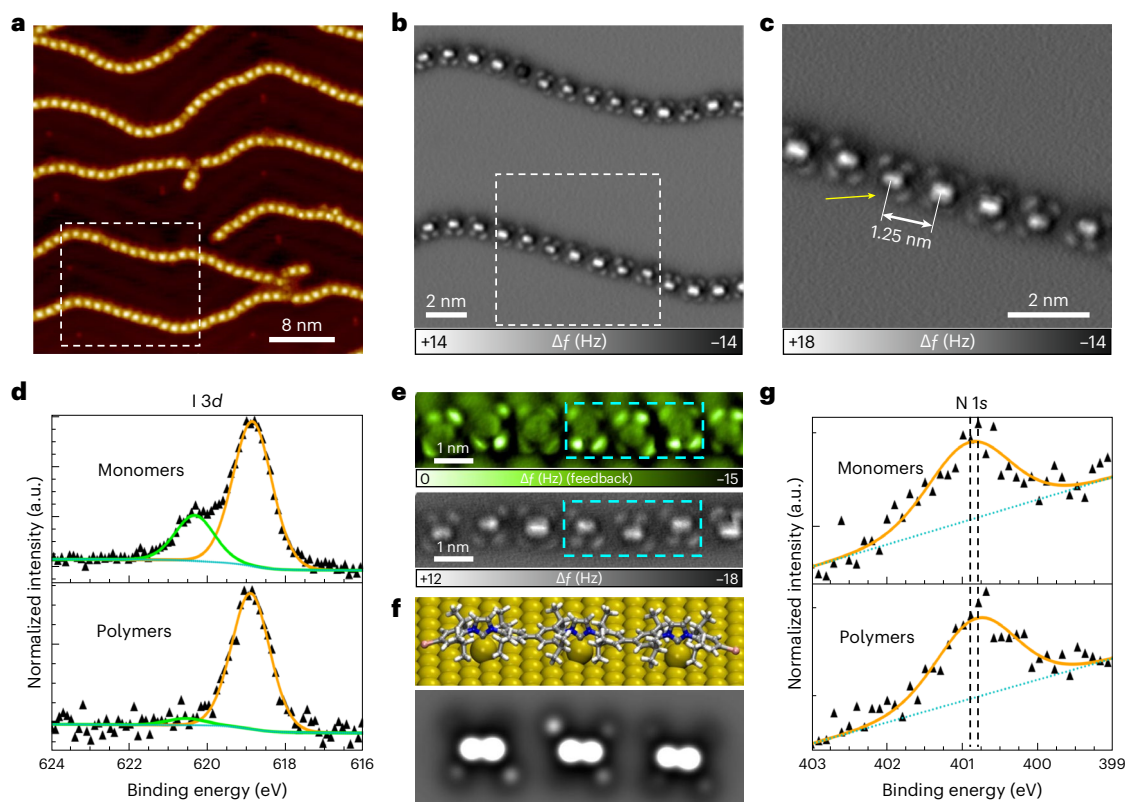 a
8 nm
b
2 nm
+14 Δf (Hz) −14
c
1.25 nm
2 nm
+18 Δf (Hz) −14
d
I 3d
Monomers
Polymers
Normalized intensity (a.u.)
624 622 620 618 616
Binding energy (eV)
e
1 nm
0 Δf (Hz) (feedback) −15
1 nm
+12 Δf (Hz) −18
f
g
N 1s
Monomers
Polymers
Normalized intensity (a.u.)
403 402 401 400 399
Binding energy (eV)